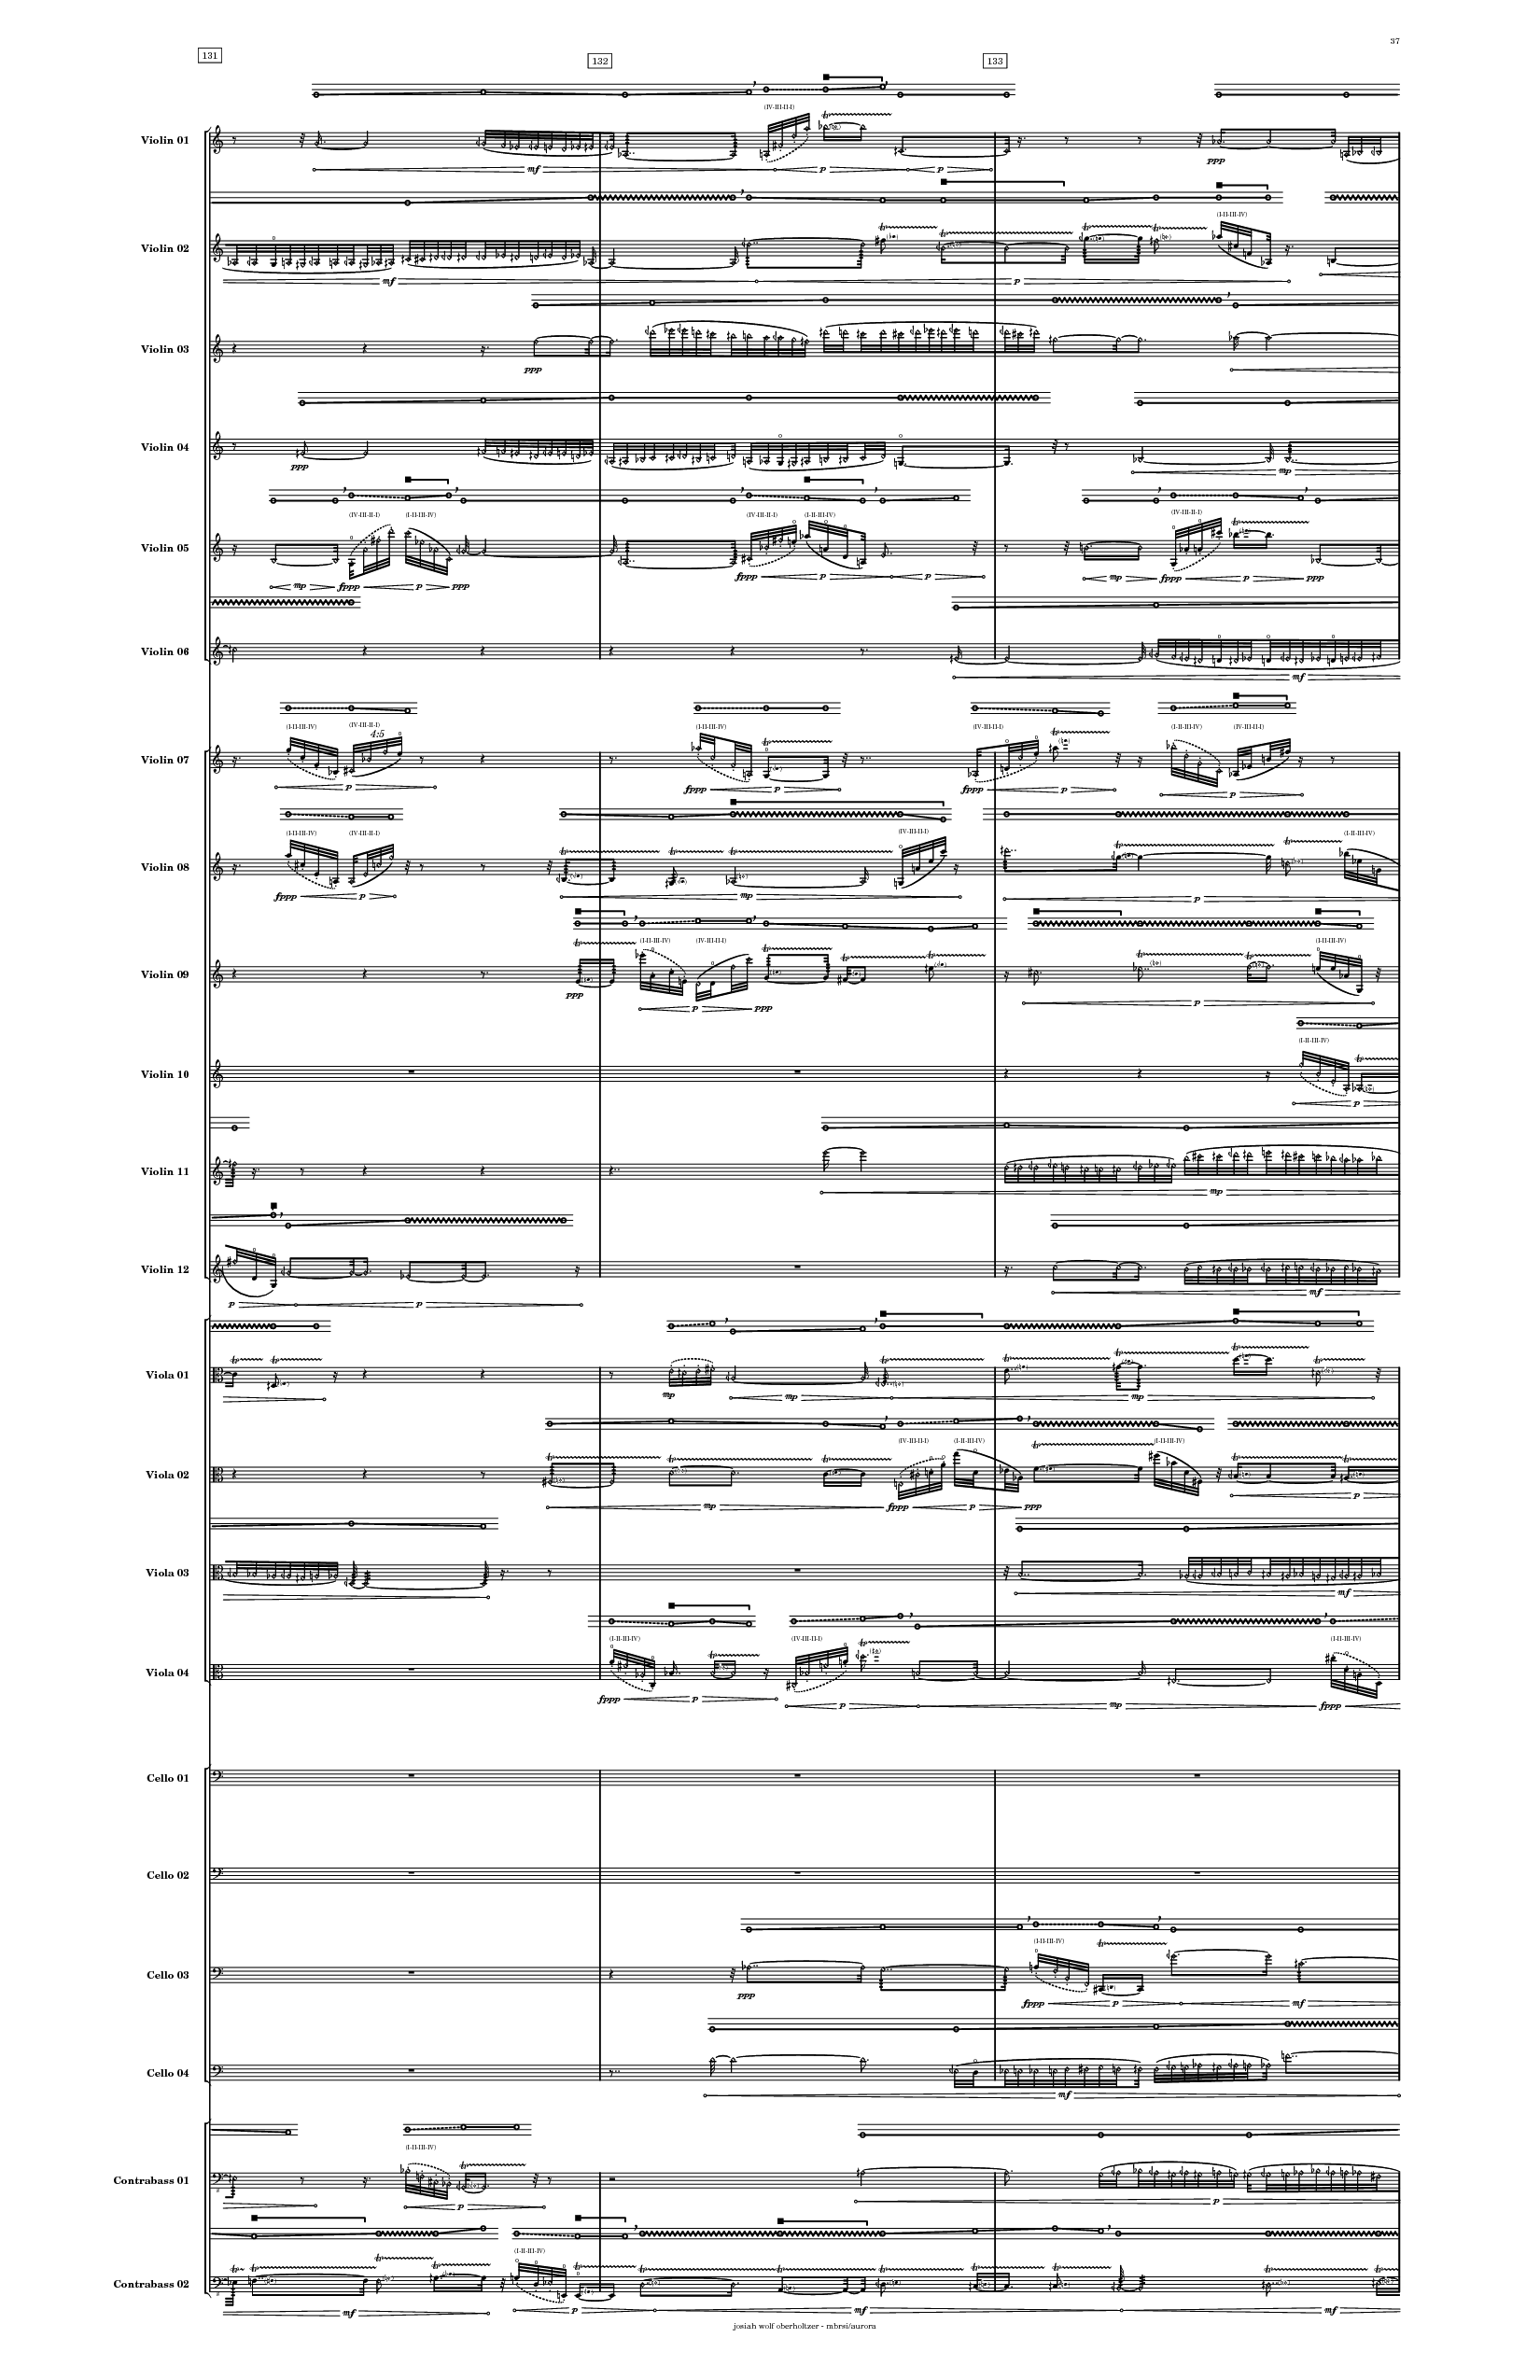 37
131 132 133
(IV-III-II-I)
Violin 01
mf p p ppp
(I-II-III-IV)
Violin 02
mf p
Violin 03
ppp
Violin 04
ppp mp
(IV-III-II-I) (I-II-III-IV) (IV-III-II-I) (I-II-III-IV) (IV-III-II-I)
Violin 05
mp fppp p ppp fppp p p mp fppp p ppp
Violin 06
mf
(I-II-III-IV) (IV-III-II-I) (I-II-III-IV) (IV-III-II-I) (I-II-III-IV) (IV-III-II-I)
4:5
Violin 07
p fppp p fppp p p
(I-II-III-IV) (IV-III-II-I) (IV-III-II-I) (I-II-III-IV)
Violin 08
fppp p mp p
(I-II-III-IV) (IV-III-II-I) (I-II-III-IV)
Violin 09
ppp p ppp p
(I-II-III-IV)
Violin 10
p
Violin 11
mp
Violin 12
p p mf
Viola 01
mp mp mp
(IV-III-II-I) (I-II-III-IV) (I-II-III-IV)
Viola 02
mp fppp p ppp p
Viola 03
mf
(I-II-III-IV) (IV-III-II-I) (I-II-III-IV)
Viola 04
fppp p p mp fppp
Cello 01
Cello 02
(I-II-III-IV)
Cello 03
ppp fppp p mf
Cello 04
mf
(I-II-III-IV)
Contrabass 01
p p
(I-II-III-IV)
Contrabass 02
mf p mf mf
josiah wolf oberholtzer - mbrsi/aurora